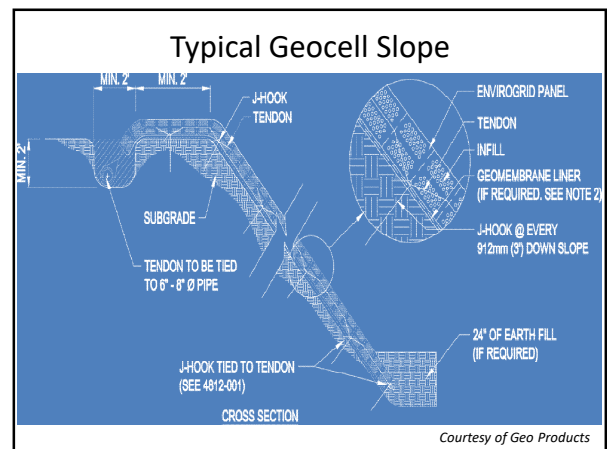 Typical Geocell Slope
MIN. 2' MIN. 2'
J-HOOK
TENDON
MIN. 2'
SUBGRADE
TENDON TO BE TIED
TO 6" - 8" Ø PIPE
ENVIROGRID PANEL
TENDON
INFILL
GEOMEMBRANE LINER
(IF REQUIRED. SEE NOTE 2)
J-HOOK @ EVERY
912mm (3') DOWN SLOPE
24" OF EARTH FILL
(IF REQUIRED)
J-HOOK TIED TO TENDON
(SEE 4812-001)
CROSS SECTION
Courtesy of Geo Products